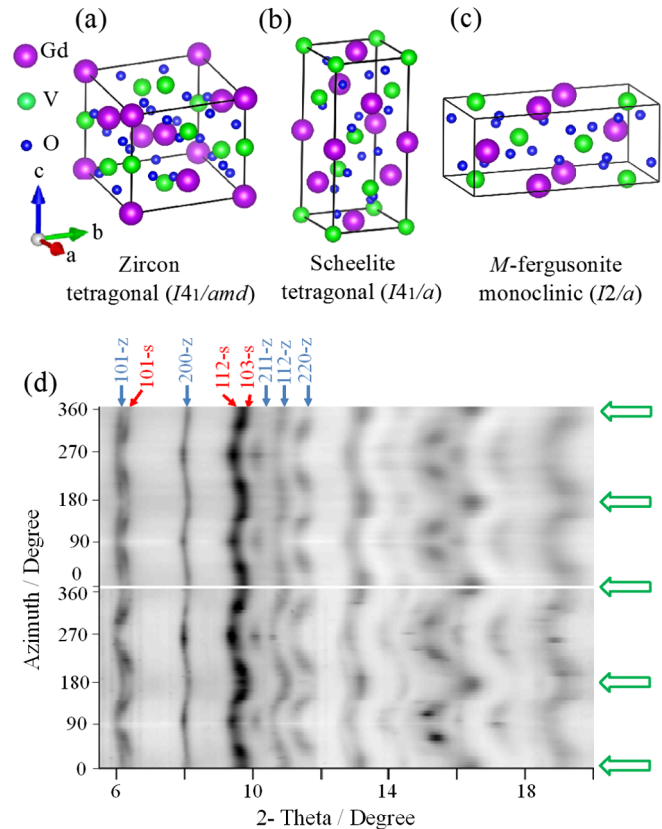 (a)
(b)
(c)
Gd
V
O
c
b
a
Zircon
tetragonal (I41/amd)
Scheelite
tetragonal (I41/a)
M-fergusonite
monoclinic (I2/a)
(d)
101-z
101-s
200-z
112-s
103-s
211-z
112-z
220-z
360
270
180
90
0
360
270
180
90
0
Azimuth / Degree
6
8
10
14
16
18
2- Theta / Degree